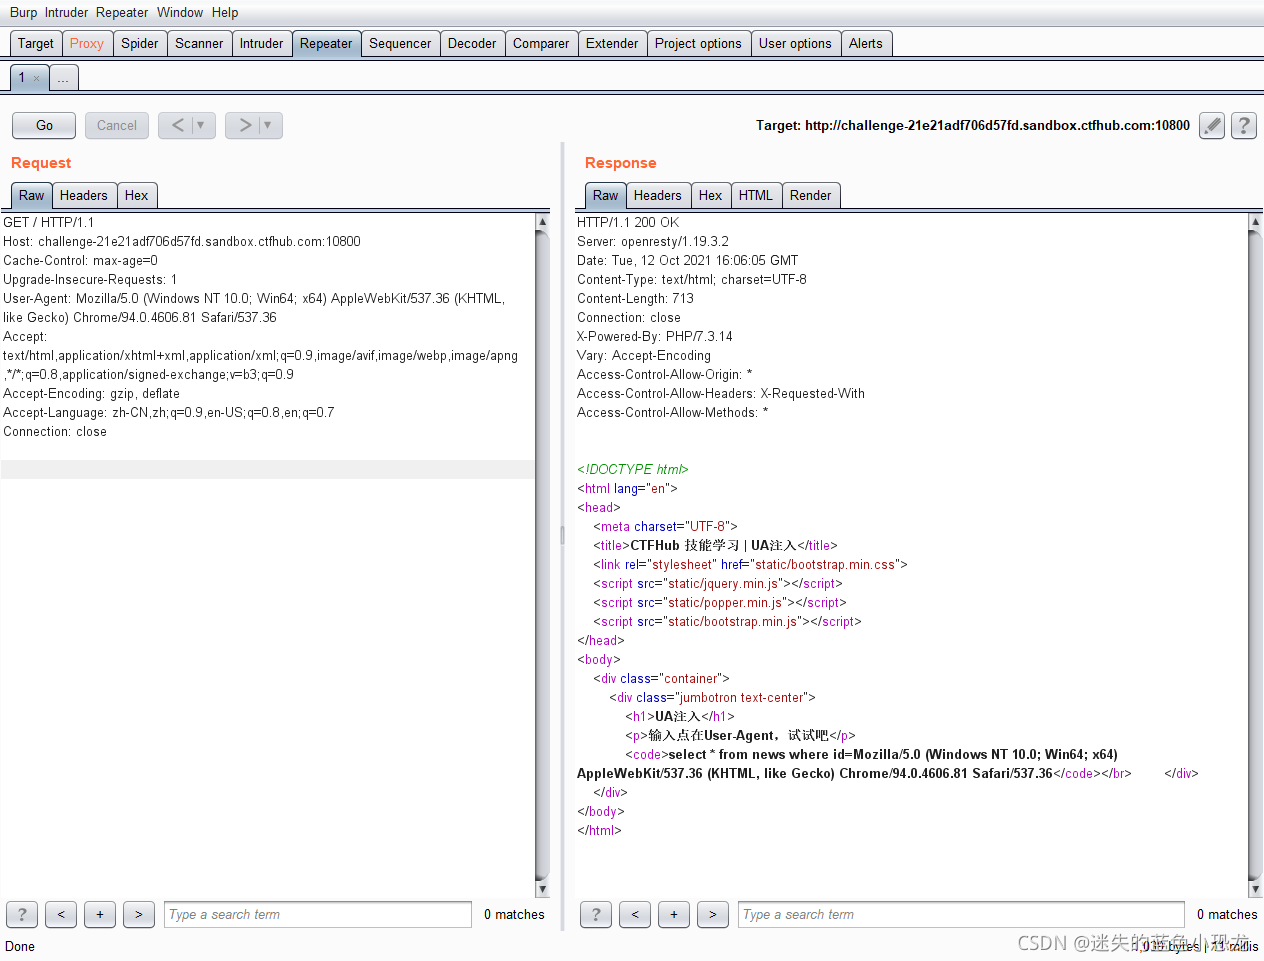 Burp Intruder Repeater Window Help
Target Proxy Spider Scanner Intruder Repeater Sequencer Decoder Comparer Extender Project options User options Alerts
1 × ...
Go Cancel < > Target: http://challenge-21e21adf706d57fd.sandbox.ctfhub.com:10800 ?
Request
Raw Headers Hex
GET / HTTP/1.1
Host: challenge-21e21adf706d57fd.sandbox.ctfhub.com:10800
Cache-Control: max-age=0
Upgrade-Insecure-Requests: 1
User-Agent: Mozilla/5.0 (Windows NT 10.0; Win64; x64) AppleWebKit/537.36 (KHTML,
like Gecko) Chrome/94.0.4606.81 Safari/537.36
Accept:
text/html,application/xhtml+xml,application/xml;q=0.9,image/avif,image/webp,image/apng
,*/*;q=0.8,application/signed-exchange;v=b3;q=0.9
Accept-Encoding: gzip, deflate
Accept-Language: zh-CN,zh;q=0.9,en-US;q=0.8,en;q=0.7
Connection: close
? < + > Type a search term 0 matches
Response
Raw Headers Hex HTML Render
HTTP/1.1 200 OK
Server: openresty/1.19.3.2
Date: Tue, 12 Oct 2021 16:06:05 GMT
Content-Type: text/html; charset=UTF-8
Content-Length: 713
Connection: close
X-Powered-By: PHP/7.3.14
Vary: Accept-Encoding
Access-Control-Allow-Origin: *
Access-Control-Allow-Headers: X-Requested-With
Access-Control-Allow-Methods: *
<!DOCTYPE html>
<html lang="en">
<head>
<meta charset="UTF-8">
<title>CTFHub 技能学习 | UA注入</title>
<link rel="stylesheet" href="static/bootstrap.min.css">
<script src="static/jquery.min.js"></script>
<script src="static/popper.min.js"></script>
<script src="static/bootstrap.min.js"></script>
</head>
<body>
<div class="container">
<div class="jumbotron text-center">
<h1>UA注入</h1>
<p>输入点在User-Agent，试试吧</p>
<code>select * from news where id=Mozilla/5.0 (Windows NT 10.0; Win64; x64)
AppleWebKit/537.36 (KHTML, like Gecko) Chrome/94.0.4606.81 Safari/537.36</code></br> </div>
</div>
</body>
</html>
? < + > Type a search term 0 matches
Done
CSDN @迷失的蓝色小恐龙
bytes | millis